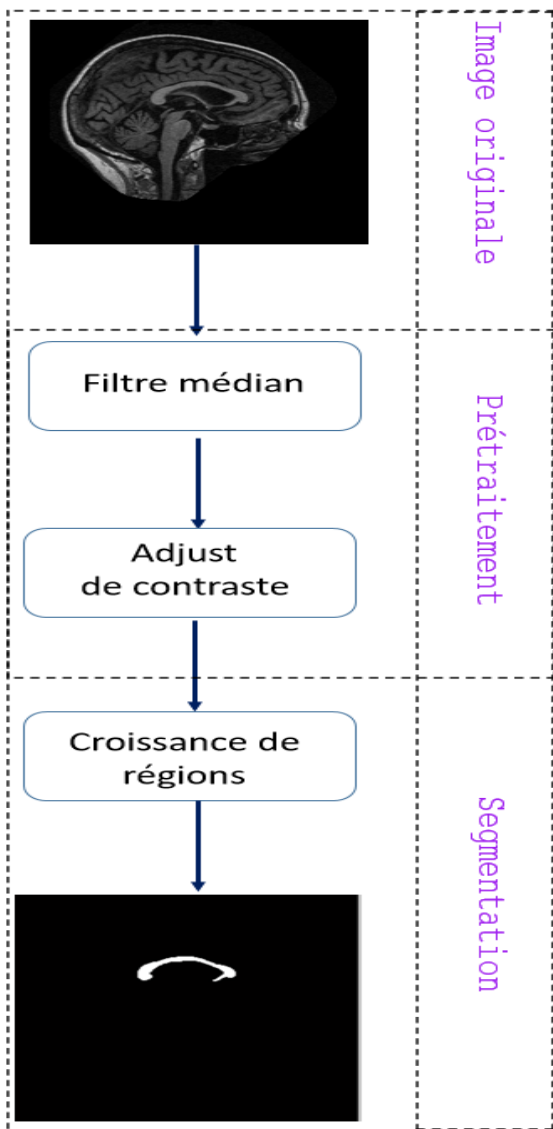 Image originale
Filtre médian
Prétraitement
Adjust
de contraste
Croissance de
régions
Segmentation